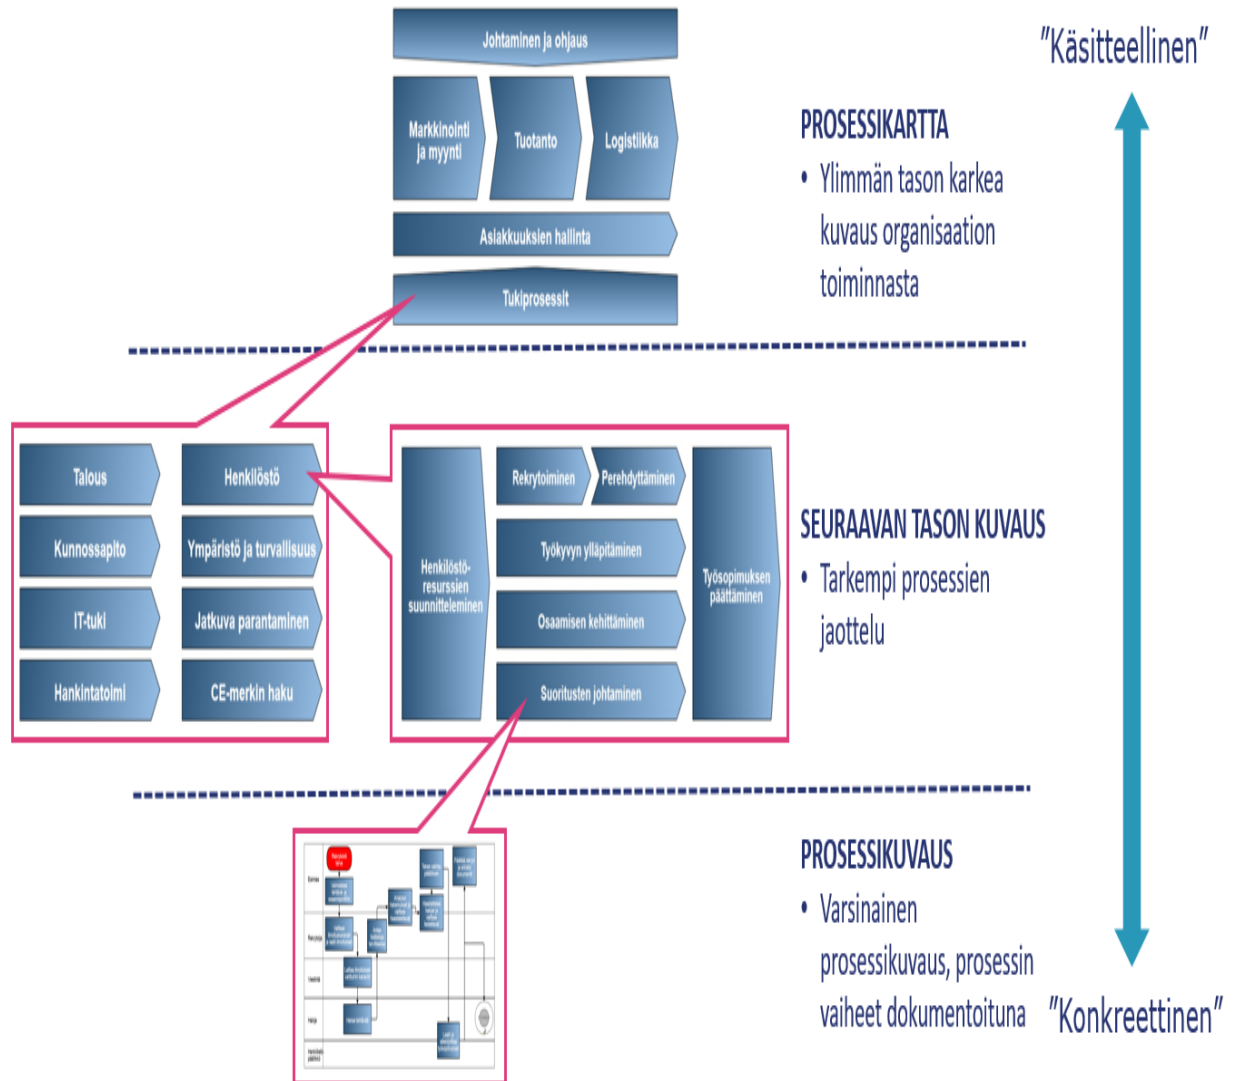 Johtaminen ja ohjaus
"Käsitteellinen"
Markkinointi
ja myynti
Tuotanto
Logistiikka
Asiakkuuksien hallinta
Tukiprosessit
PROSESSIKARTTA
• Ylimmän tason karkea
kuvaus organisaation
toiminnasta
Talous
Henkilöstö
Kunnossapito
Ympäristö ja turvallisuus
IT-tuki
Jatkuva parantaminen
Hankintatoimi
CE-merkin haku
Henkilöstö-
resurssien
suunnitteleminen
Rekrytoiminen
Perehdyttäminen
Työkyvyn ylläpitäminen
Osaamisen kehittäminen
Suoritusten johtaminen
Työsopimuksen
päättäminen
SEURAAVAN TASON KUVAUS
• Tarkempi prosessien
jaottelu
PROSESSIKUVAUS
• Varsinainen
prosessikuvaus, prosessin
vaiheet dokumentoituna
"Konkreettinen"